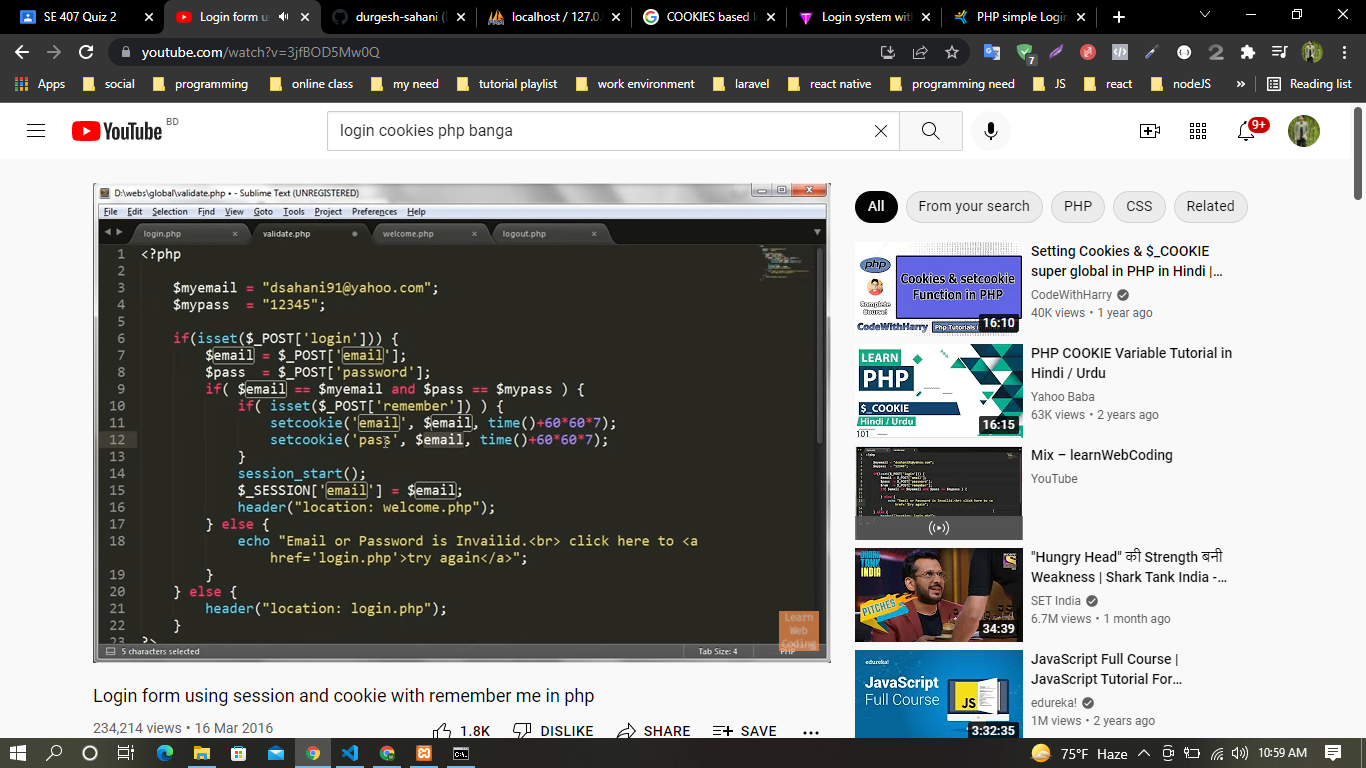 SE 407 Quiz 2
Login form u
durgesh-sahani (
localhost / 127.0.
COOKIES based l
Login system wit
PHP simple Login
youtube.com/watch?v=3jfBOD5Mw0Q
7
Apps
social
programming
online class
my need
tutorial playlist
work environment
laravel
react native
programming need
JS
react
nodeJS
»
Reading list
YouTube BD
login cookies php banga
9+
D:\webs\global\validate.php • - Sublime Text (UNREGISTERED)
File Edit Selection Find View Goto Tools Project Preferences Help
login.php
validate.php
welcome.php
logout.php
1 <?php
2
3 $myemail = "dsahani91@yahoo.com";
4 $mypass = "12345";
5
6 if(isset($_POST['login'])) {
7 $email = $_POST['email'];
8 $pass = $_POST['password'];
9 if( $email == $myemail and $pass == $mypass ) {
10 if( isset($_POST['remember']) ) {
11 setcookie('email', $email, time()+60*60*7);
12 setcookie('pass', $email, time()+60*60*7);
13 }
14 session_start();
15 $_SESSION['email'] = $email;
16 header("location: welcome.php");
17 } else {
18 echo "Email or Password is Invailid.<br> click here to <a
href='login.php'>try again</a>";
19 }
20 } else {
21 header("location: login.php");
22 }
23 ?>
Learn
Web
Coding
5 characters selected
Tab Size: 4
PHP
Login form using session and cookie with remember me in php
234,214 views • 16 Mar 2016
1.8K
DISLIKE
SHARE
SAVE
All
From your search
PHP
CSS
Related
php
Complete
Course!
Cookies & setcookie
Function in PHP
CodeWithHarry
Php Tutorials
16:10
Setting Cookies & $_COOKIE
super global in PHP in Hindi |...
CodeWithHarry
40K views • 1 year ago
LEARN
PHP
$_COOKIE
Hindi / Urdu
16:15
PHP COOKIE Variable Tutorial in
Hindi / Urdu
Yahoo Baba
63K views • 2 years ago
Mix – learnWebCoding
YouTube
SHARK TANK
INDIA
PITCHES
34:39
"Hungry Head" की Strength बनी
Weakness | Shark Tank India -...
SET India
6.7M views • 1 month ago
edureka!
JavaScript
Full Course
JS
3:32:35
JavaScript Full Course |
JavaScript Tutorial For...
edureka!
1M views • 2 years ago
75°F Haze
10:59 AM